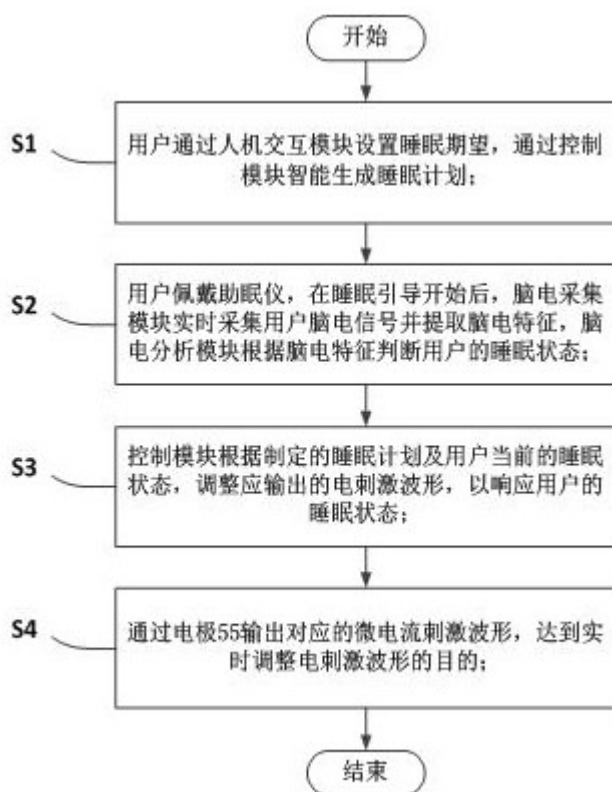 开始
S1
用户通过人机交互模块设置睡眠期望，通过控制
模块智能生成睡眠计划；
S2
用户佩戴助眠仪，在睡眠引导开始后，脑电采集
模块实时采集用户脑电信号并提取脑电特征，脑
电分析模块根据脑电特征判断用户的睡眠状态；
S3
控制模块根据制定的睡眠计划及用户当前的睡眠
状态，调整应输出的电刺激波形，以响应用户的
睡眠状态；
S4
通过电极55输出对应的微电流刺激波形，达到实
时调整电刺激波形的目的；
结束